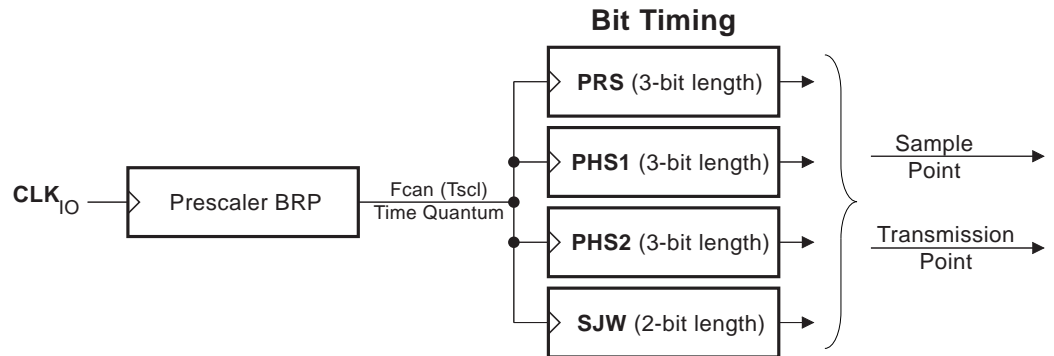 Bit Timing
PRS (3-bit length)
PHS1 (3-bit length)
Sample
Point
CLKIO
Prescaler BRP
Fcan (Tscl)
Time Quantum
PHS2 (3-bit length)
Transmission
Point
SJW (2-bit length)